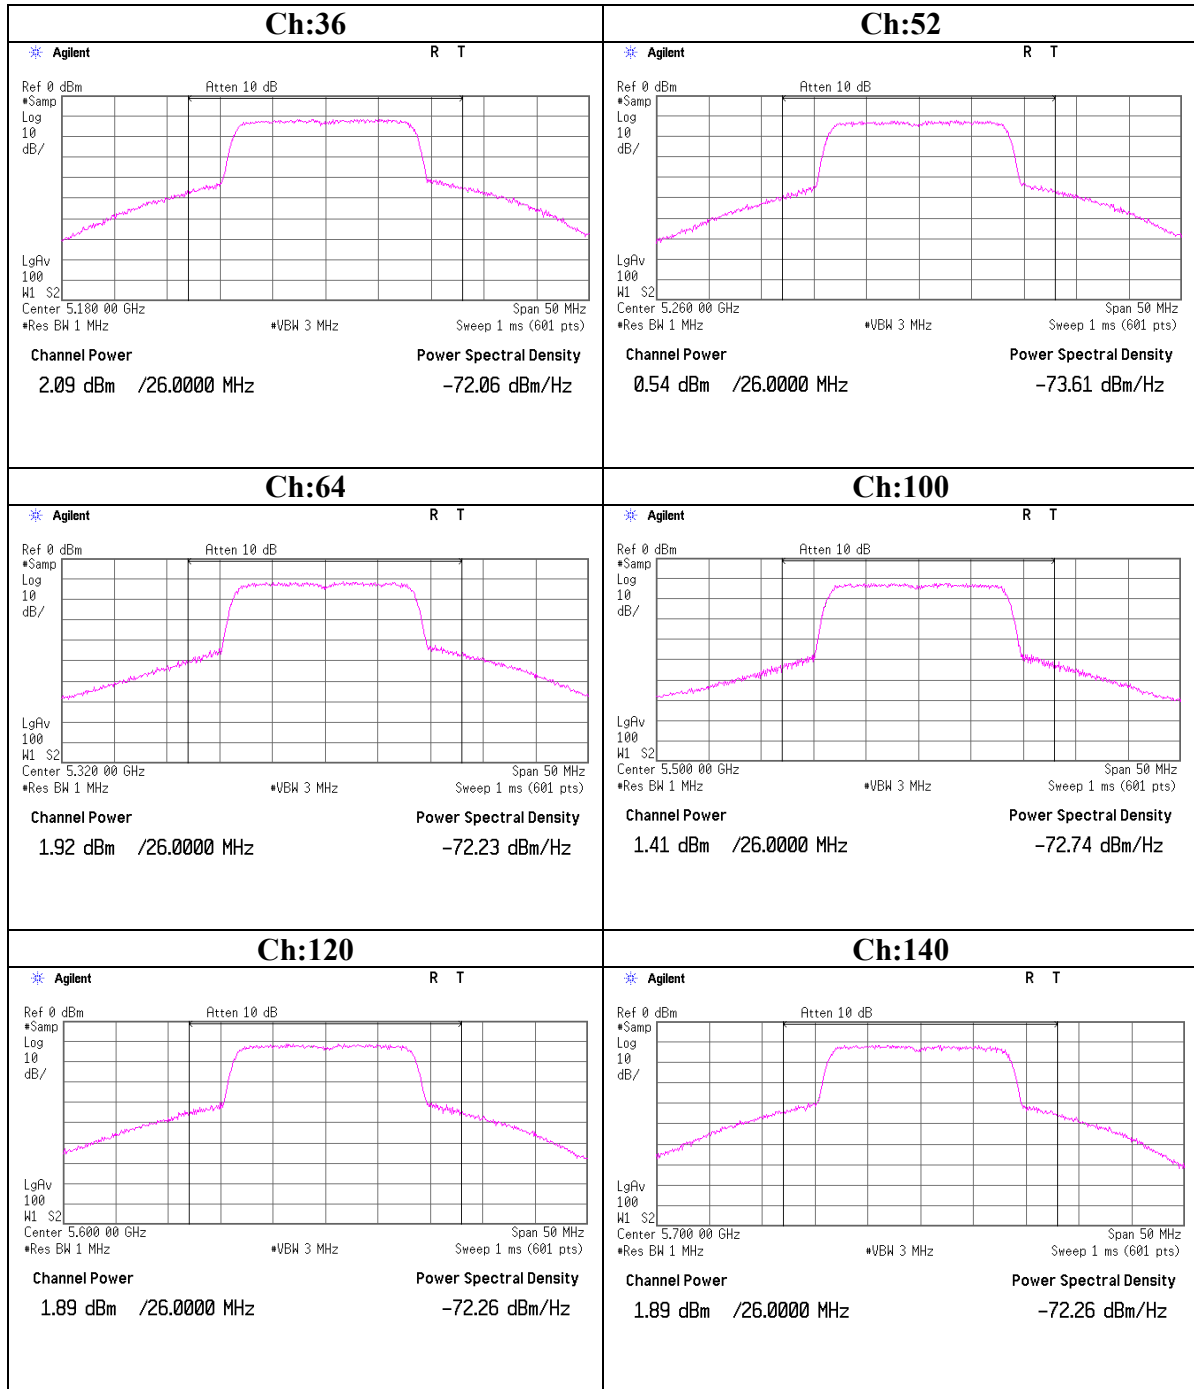 Ch:36
Agilent
R T
Ref 0 dBm Atten 10 dB
#Samp
Log
10
dB/
LgAv
100
W1 S2
Center 5.180 00 GHz Span 50 MHz
#Res BW 1 MHz #VBW 3 MHz Sweep 1 ms (601 pts)
Channel Power Power Spectral Density
2.09 dBm /26.0000 MHz -72.06 dBm/Hz
Ch:52
Agilent
R T
Ref 0 dBm Atten 10 dB
#Samp
Log
10
dB/
LgAv
100
W1 S2
Center 5.260 00 GHz Span 50 MHz
#Res BW 1 MHz #VBW 3 MHz Sweep 1 ms (601 pts)
Channel Power Power Spectral Density
0.54 dBm /26.0000 MHz -73.61 dBm/Hz
Ch:64
Agilent
R T
Ref 0 dBm Atten 10 dB
#Samp
Log
10
dB/
LgAv
100
W1 S2
Center 5.320 00 GHz Span 50 MHz
#Res BW 1 MHz #VBW 3 MHz Sweep 1 ms (601 pts)
Channel Power Power Spectral Density
1.92 dBm /26.0000 MHz -72.23 dBm/Hz
Ch:100
Agilent
R T
Ref 0 dBm Atten 10 dB
#Samp
Log
10
dB/
LgAv
100
W1 S2
Center 5.500 00 GHz Span 50 MHz
#Res BW 1 MHz #VBW 3 MHz Sweep 1 ms (601 pts)
Channel Power Power Spectral Density
1.41 dBm /26.0000 MHz -72.74 dBm/Hz
Ch:120
Agilent
R T
Ref 0 dBm Atten 10 dB
#Samp
Log
10
dB/
LgAv
100
W1 S2
Center 5.600 00 GHz Span 50 MHz
#Res BW 1 MHz #VBW 3 MHz Sweep 1 ms (601 pts)
Channel Power Power Spectral Density
1.89 dBm /26.0000 MHz -72.26 dBm/Hz
Ch:140
Agilent
R T
Ref 0 dBm Atten 10 dB
#Samp
Log
10
dB/
LgAv
100
W1 S2
Center 5.700 00 GHz Span 50 MHz
#Res BW 1 MHz #VBW 3 MHz Sweep 1 ms (601 pts)
Channel Power Power Spectral Density
1.89 dBm /26.0000 MHz -72.26 dBm/Hz